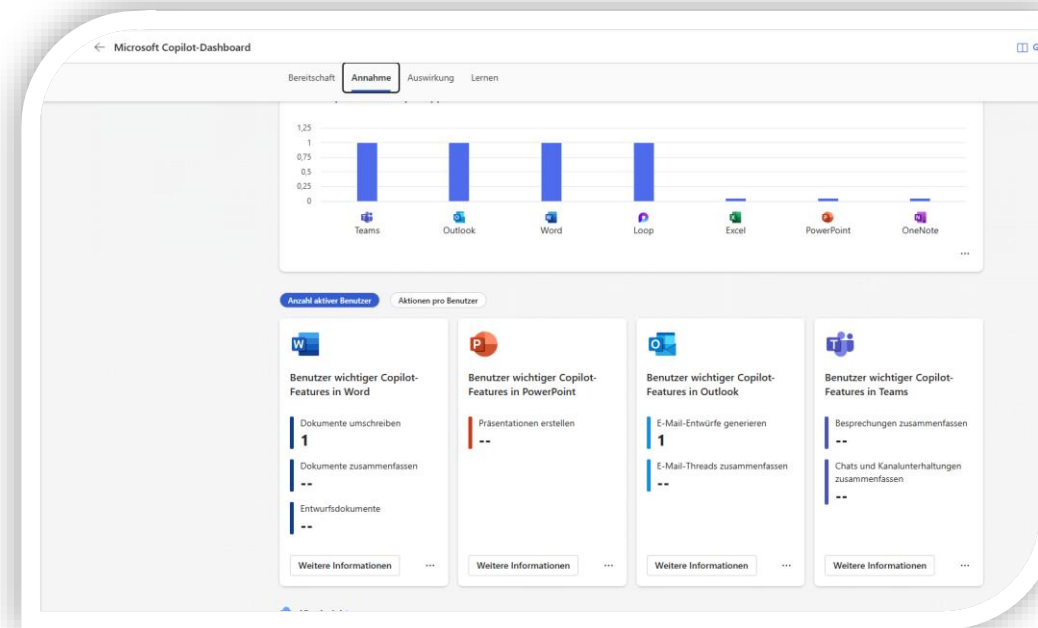 Microsoft Copilot-Dashboard
G
Bereitschaft Annahme Auswirkung Lernen
1,25
1
0,75
0,5
0,25
0
Teams Outlook Word Loop Excel PowerPoint OneNote
Anzahl aktiver Benutzer Aktionen pro Benutzer
Benutzer wichtiger Copilot-
Features in Word
Dokumente umschreiben
1
Dokumente zusammenfassen
--
Entwurfsdokumente
--
Weitere Informationen
Benutzer wichtiger Copilot-
Features in PowerPoint
Präsentationen erstellen
--
Weitere Informationen
Benutzer wichtiger Copilot-
Features in Outlook
E-Mail-Entwürfe generieren
1
E-Mail-Threads zusammenfassen
--
Weitere Informationen
Benutzer wichtiger Copilot-
Features in Teams
Besprechungen zusammenfassen
--
Chats und Kanalunterhaltungen
zusammenfassen
--
Weitere Informationen